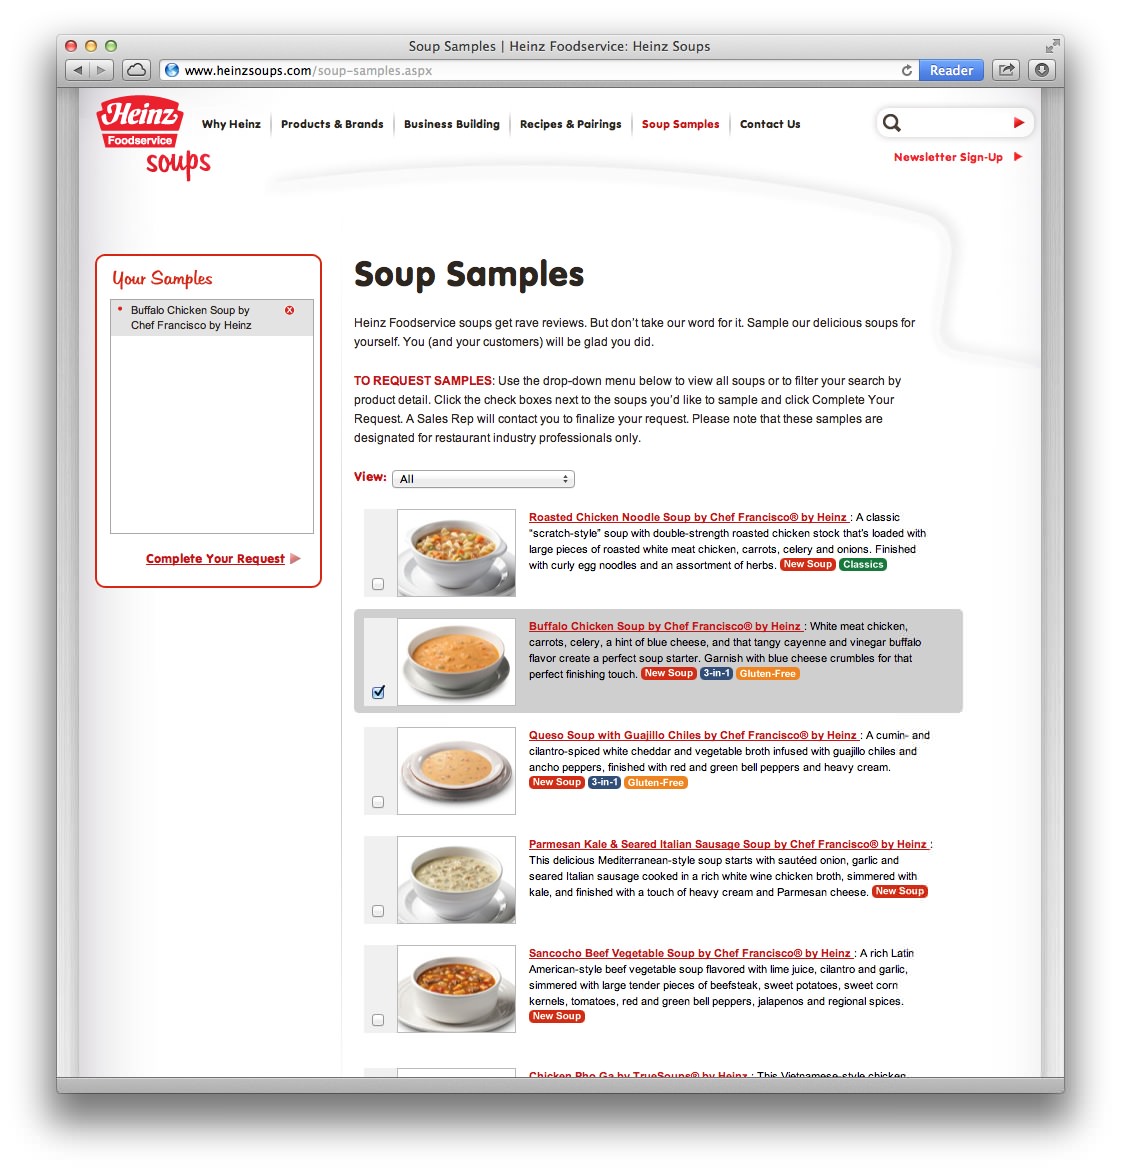 Soup Samples | Heinz Foodservice: Heinz Soups
www.heinzsoups.com/soup-samples.aspx
Reader
Heinz
Foodservice
soups
Why Heinz
Products & Brands
Business Building
Recipes & Pairings
Soup Samples
Contact Us
Newsletter Sign-Up
Your Samples
Buffalo Chicken Soup by
Chef Francisco by Heinz
Complete Your Request
Soup Samples
Heinz Foodservice soups get rave reviews. But don't take our word for it. Sample our delicious soups for
yourself. You (and your customers) will be glad you did.
TO REQUEST SAMPLES: Use the drop-down menu below to view all soups or to filter your search by
product detail. Click the check boxes next to the soups you'd like to sample and click Complete Your
Request. A Sales Rep will contact you to finalize your request. Please note that these samples are
designated for restaurant industry professionals only.
View: All
Roasted Chicken Noodle Soup by Chef Francisco® by Heinz : A classic
"scratch-style" soup with double-strength roasted chicken stock that's loaded with
large pieces of roasted white meat chicken, carrots, celery and onions. Finished
with curly egg noodles and an assortment of herbs. New Soup Classics
Buffalo Chicken Soup by Chef Francisco® by Heinz : White meat chicken,
carrots, celery, a hint of blue cheese, and that tangy cayenne and vinegar buffalo
flavor create a perfect soup starter. Garnish with blue cheese crumbles for that
perfect finishing touch. New Soup 3-in-1 Gluten-Free
Queso Soup with Guajillo Chiles by Chef Francisco® by Heinz : A cumin- and
cilantro-spiced white cheddar and vegetable broth infused with guajillo chiles and
ancho peppers, finished with red and green bell peppers and heavy cream.
New Soup 3-in-1 Gluten-Free
Parmesan Kale & Seared Italian Sausage Soup by Chef Francisco® by Heinz :
This delicious Mediterranean-style soup starts with sautéed onion, garlic and
seared Italian sausage cooked in a rich white wine chicken broth, simmered with
kale, and finished with a touch of heavy cream and Parmesan cheese. New Soup
Sancocho Beef Vegetable Soup by Chef Francisco® by Heinz : A rich Latin
American-style beef vegetable soup flavored with lime juice, cilantro and garlic,
simmered with large tender pieces of beefsteak, sweet potatoes, sweet corn
kernels, tomatoes, red and green bell peppers, jalapenos and regional spices.
New Soup
Chicken Pho Ga by TrueSoups® by Heinz : This Vietnamese-style chicken